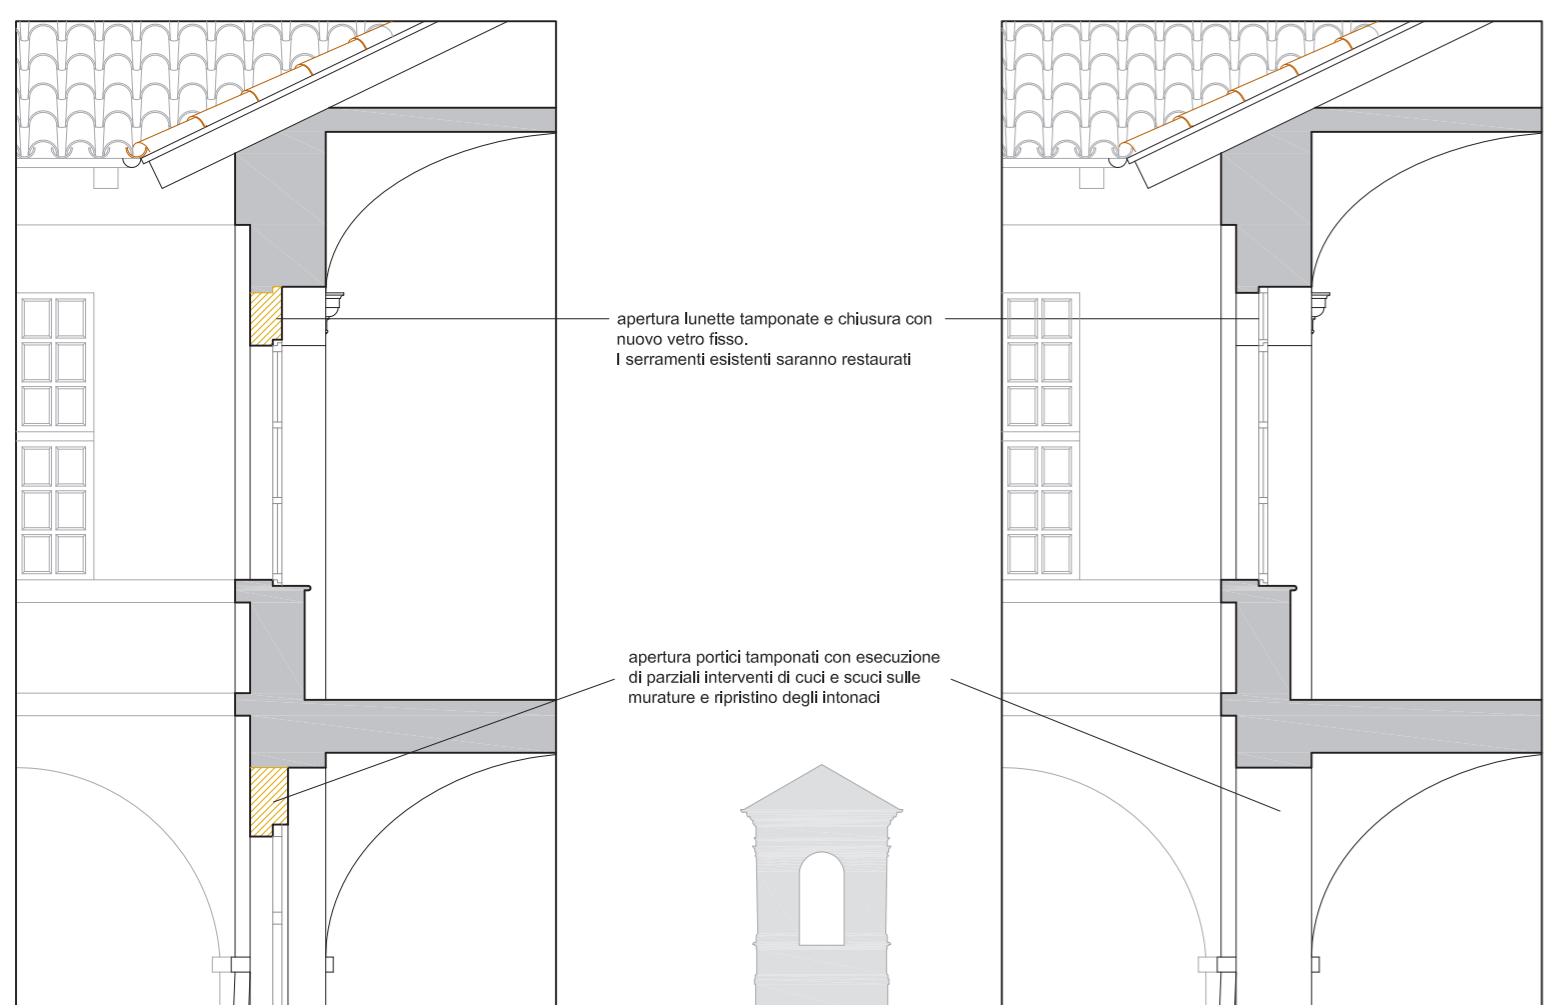 apertura lunette tamponate e chiusura con
nuovo vetro fisso.
I serramenti esistenti saranno restaurati
apertura portici tamponati con esecuzione
di parziali interventi di cuci e scuci sulle
murature e ripristino degli intonaci